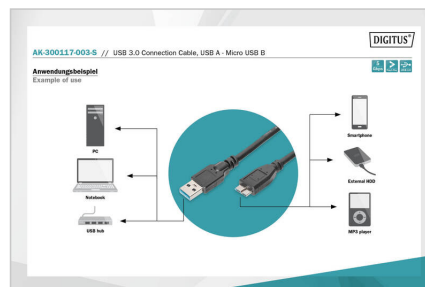 DIGITUS®
AK-300117-003-S // USB 3.0 Connection Cable, USB A - Micro USB B
Anwendungsbeispiel
Example of use
PC
Smartphone
Notebook
External HDD
USB hub
MP3 player